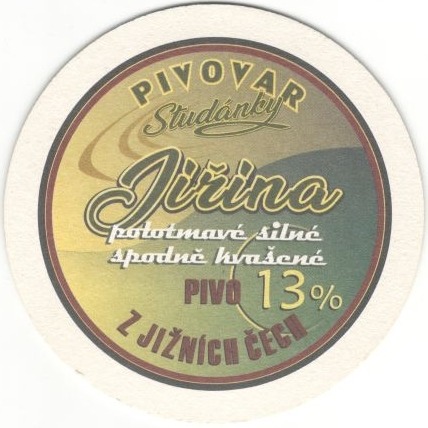 PIVOVAR
Studánky
Jiřina
polotmavé silné
spodně kvašené
PIVO 13%
Z JIŽNÍCH ČECH